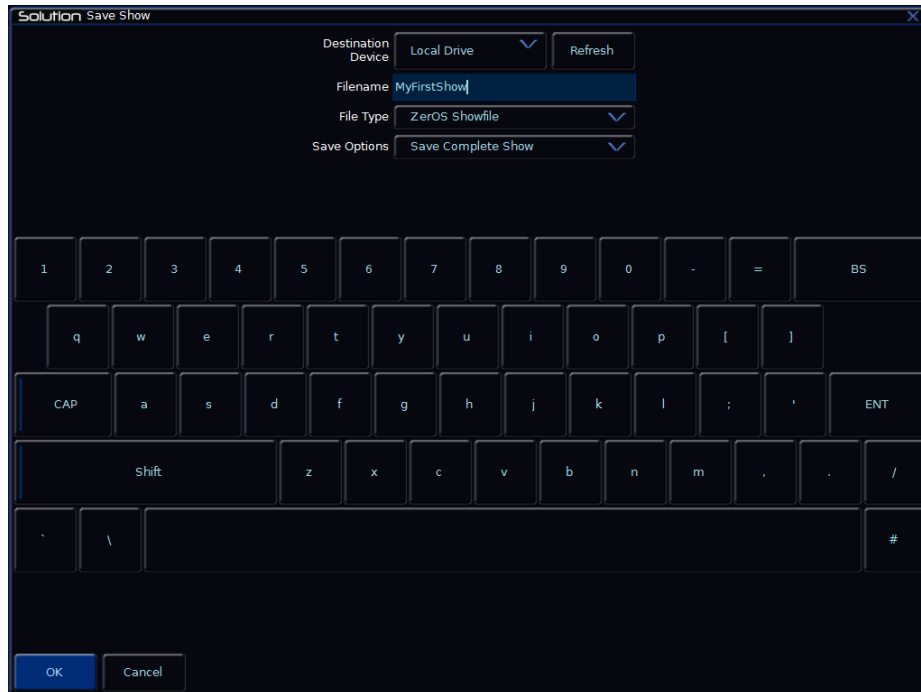 Solution Save Show
Destination Device Local Drive Refresh
Filename MyFirstShow
File Type ZerOS Showfile
Save Options Save Complete Show
1 2 3 4 5 6 7 8 9 0 - = BS
q w e r t y u i o p [ ]
CAP a s d f g h j k l ; ' ENT
Shift z x c v b n m , . /
` \ #
OK Cancel